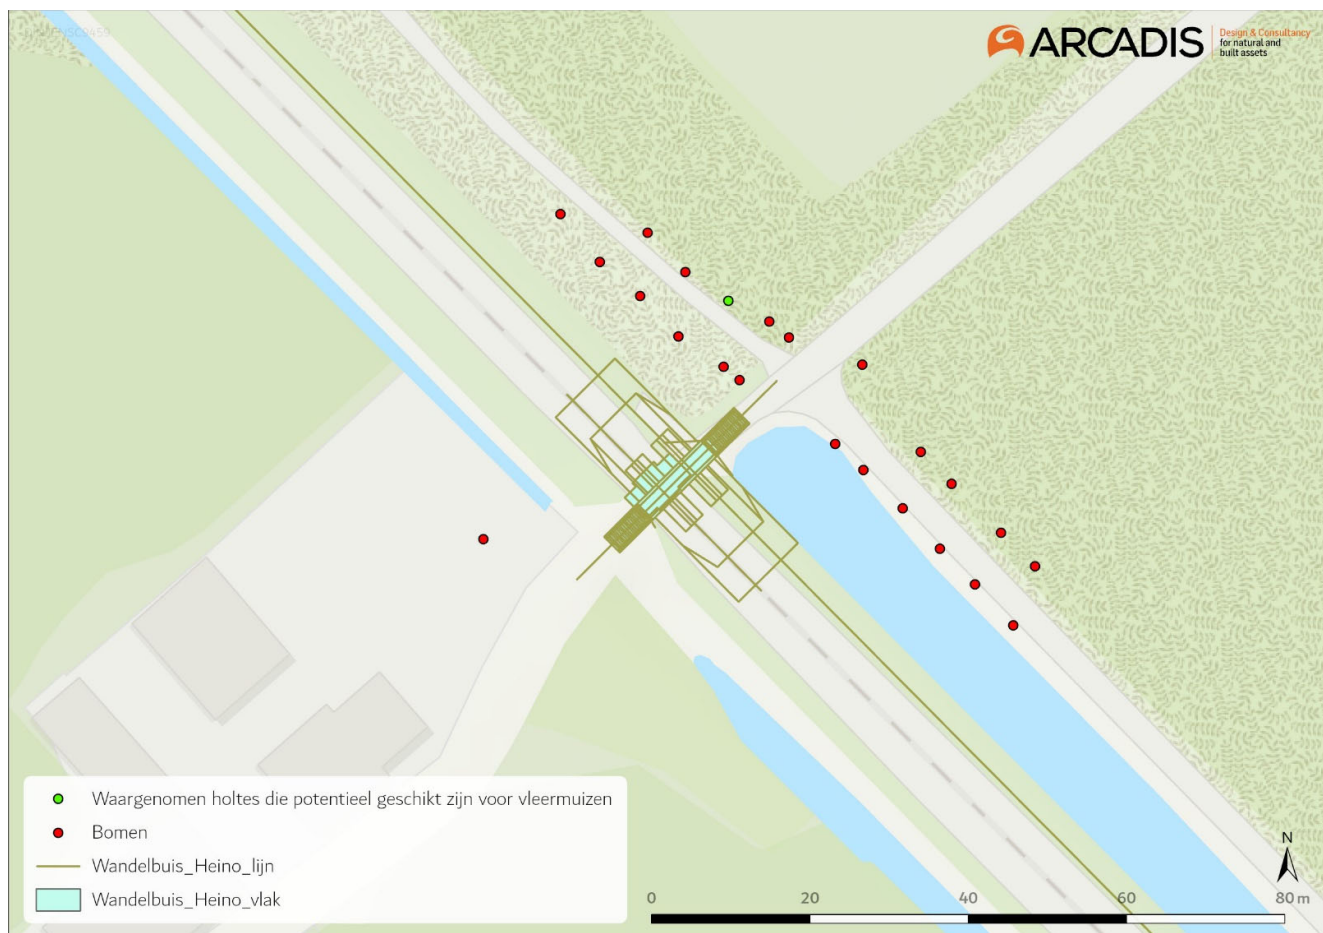 ARCADIS
Design & Consultancy
for natural and
built assets
Waargenomen holtes die potentieel geschikt zijn voor vleermuizen
Bomen
Wandelbuis_Heino_lijn
Wandelbuis_Heino_vlak
N
0 20 40 60 80 m